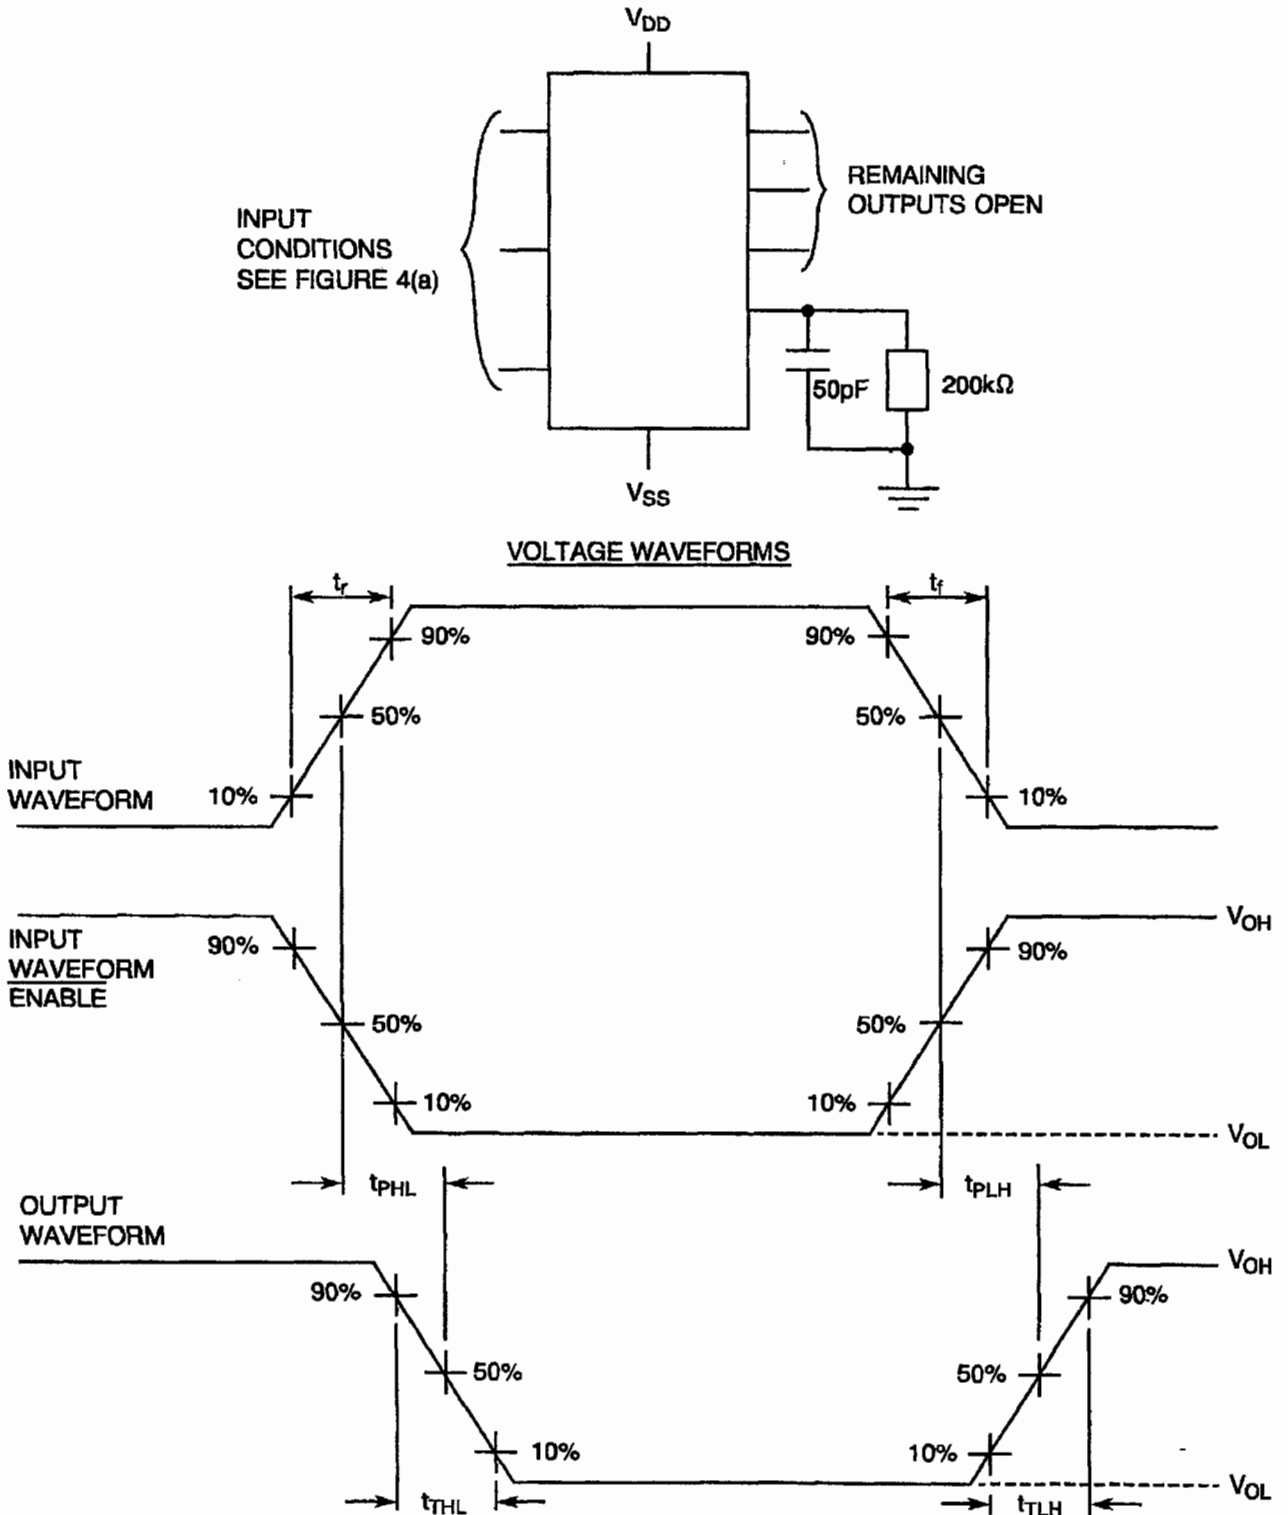 VDD
INPUT
CONDITIONS
SEE FIGURE 4(a)
REMAINING
OUTPUTS OPEN
50pF
200kΩ
VSS
VOLTAGE WAVEFORMS
tr
tf
90%
90%
50%
50%
INPUT
WAVEFORM
10%
10%
VOH
INPUT
WAVEFORM
ENABLE
90%
90%
50%
50%
10%
10%
VOL
tPHL
tPLH
OUTPUT
WAVEFORM
VOH
90%
90%
50%
50%
10%
10%
VOL
tTHL
tTLH